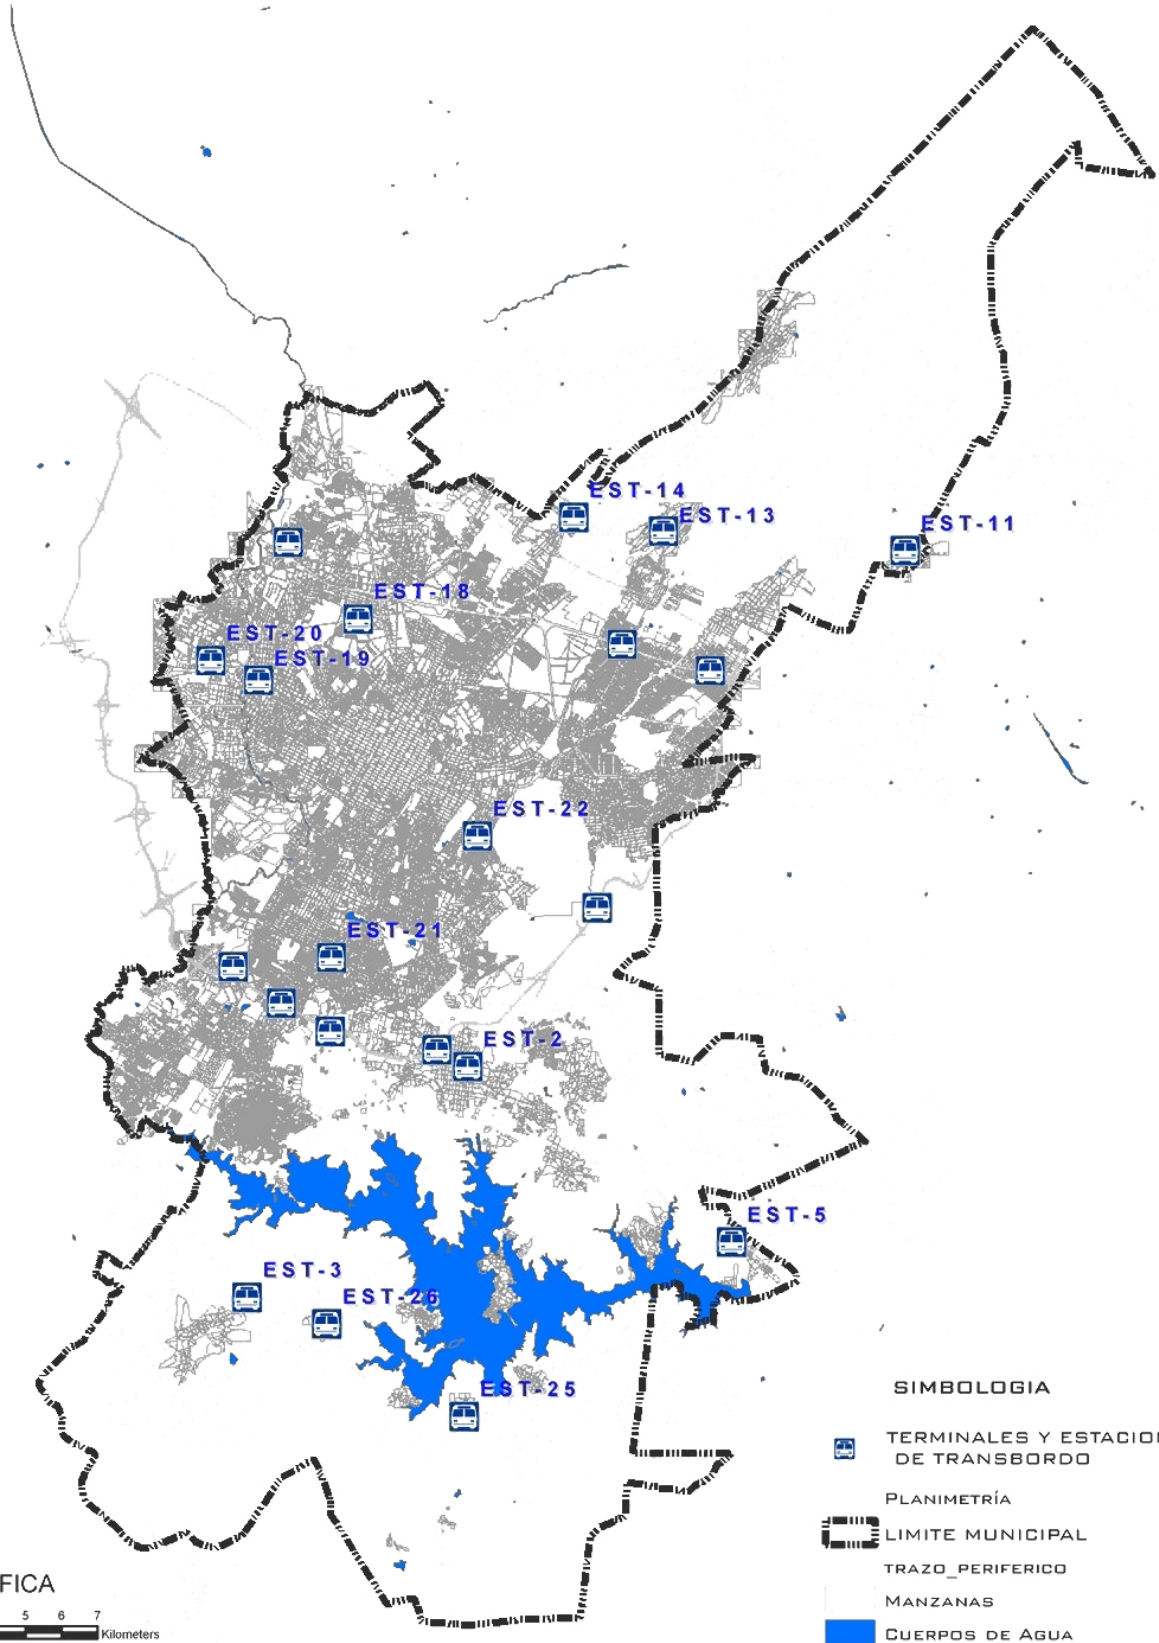 EST-14
EST-13
EST-11
EST-18
EST-20
EST-19
EST-22
EST-21
EST-2
EST-5
EST-3
EST-26
EST-25
SIMBOLOGIA
TERMINALES Y ESTACIO
DE TRANSBORDO
PLANIMETRÍA
LIMITE MUNICIPAL
TRAZO_PERIFERICO
MANZANAS
CUERPOS DE AGUA
FICA
5 6 7
Kilometers